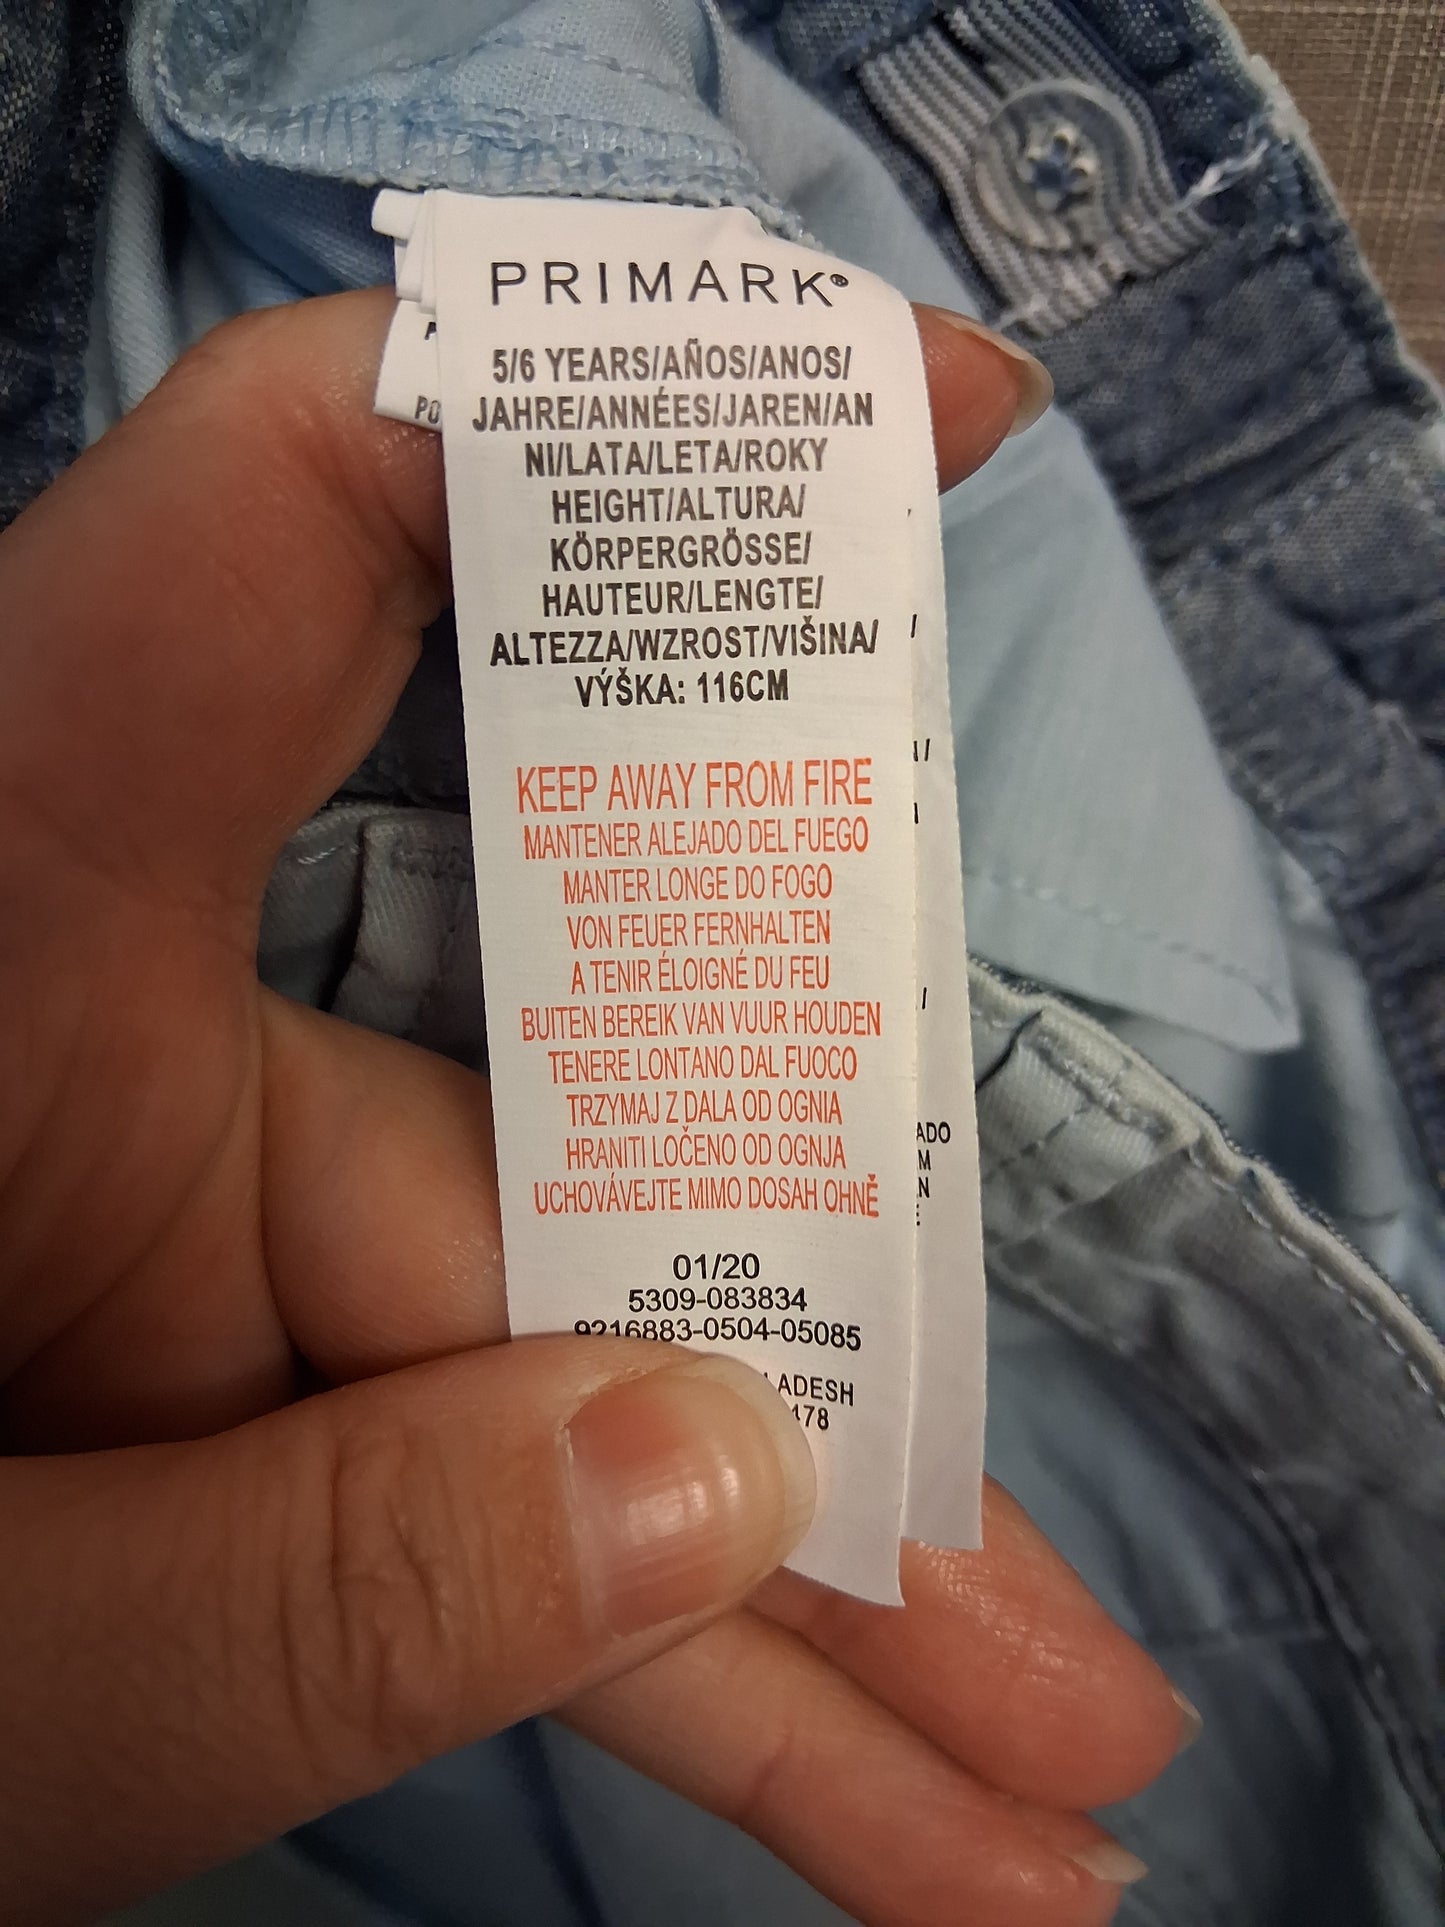 PRIMARK®
5/6 YEARS/AÑOS/ANOS/
JAHRE/ANNÉES/JAREN/AN
NI/LATA/LETA/ROKY
HEIGHT/ALTURA/
KÖRPERGRÖSSE/
HAUTEUR/LENGTE/
ALTEZZA/WZROST/VIŠINA/
VÝŠKA: 116CM
KEEP AWAY FROM FIRE
MANTENER ALEJADO DEL FUEGO
MANTER LONGE DO FOGO
VON FEUER FERNHALTEN
A TENIR ÉLOIGNÉ DU FEU
BUITEN BEREIK VAN VUUR HOUDEN
TENERE LONTANO DAL FUOCO
TRZYMAJ Z DALA OD OGNIA
HRANITI LOČENO OD OGNJA
UCHOVÁVEJTE MIMO DOSAH OHNĚ
01/20
5309-083834
9216883-0504-05085